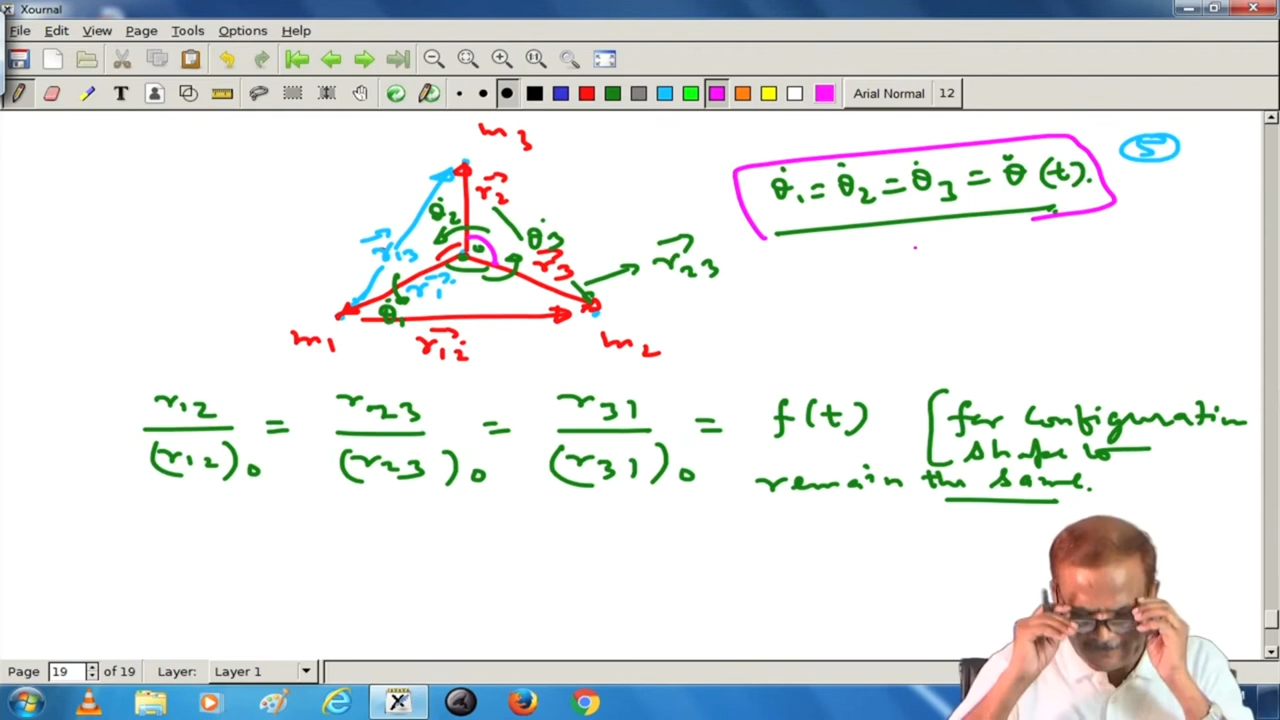 Xournal
File Edit View Page Tools Options Help
T Arial Normal 12
m₃
θ̇₁ = θ̇₂ = θ̇₃ = θ̇ (t).
5
r⃗₂
θ̇₂
r⃗₁₃
θ̇₃
r⃗₃
r⃗₂₃
r⃗₁
θ̇₁
m₁
r⃗₁₂
m₂
r₁₂/(r₁₂)₀ = r₂₃/(r₂₃)₀ = r₃₁/(r₃₁)₀ = f(t) [for configuration
shape to
remain the same.
Page 19 of 19 Layer: Layer 1